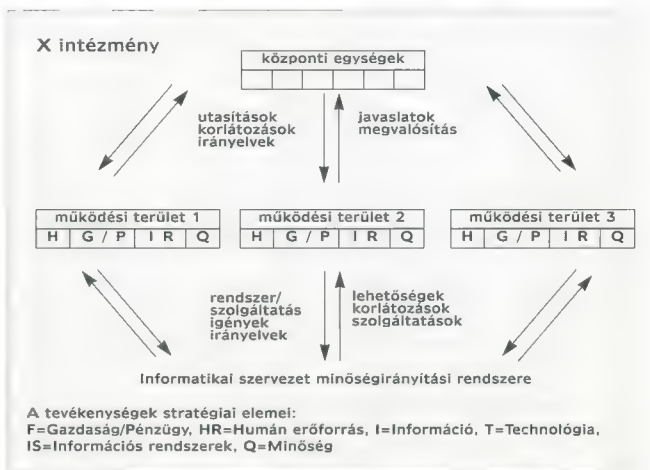 X intézmény
központi egységek
utasítások
korlátozások
irányelvek
javaslatok
megvalósítás
működési terület 1
H G / P I R Q
működési terület 2
H G / P I R Q
működési terület 3
H G / P I R Q
rendszer/
szolgáltatás
igények
irányelvek
lehetőségek
korlátozások
szolgáltatások
Informatikai szervezet minőségirányítási rendszere
A tevékenységek stratégiai elemei:
F=Gazdaság/Pénzügy, HR=Humán erőforrás, I=Információ, T=Technológia,
IS=Információs rendszerek, Q=Minőség